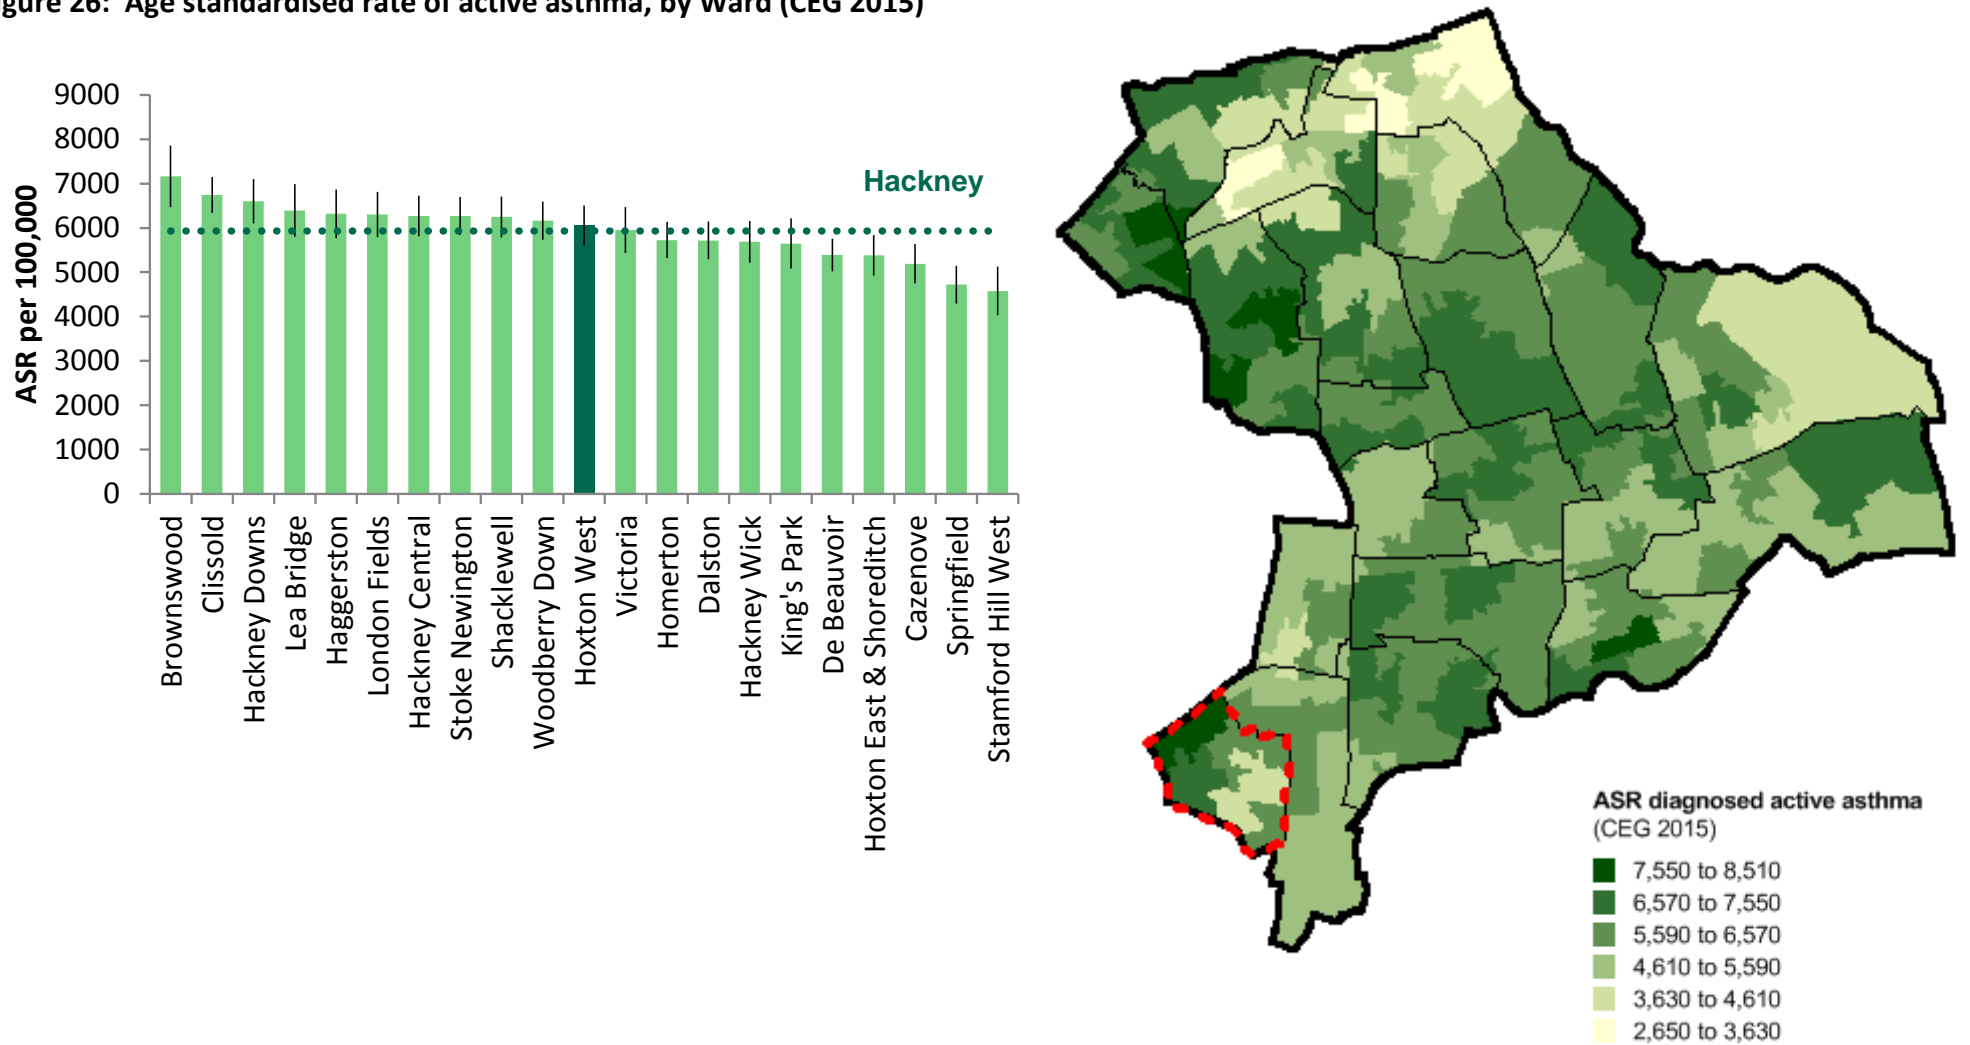 igure 26: Age standardised rate of active asthma, by Ward (CEG 2015)
9000
8000
7000
6000
5000
4000
3000
2000
1000
0
ASR per 100,000
Hackney
Brownswood
Clissold
Hackney Downs
Lea Bridge
Haggerston
London Fields
Hackney Central
Stoke Newington
Shacklewell
Woodberry Down
Hoxton West
Victoria
Homerton
Dalston
Hackney Wick
King's Park
De Beauvoir
Hoxton East & Shoreditch
Cazenove
Springfield
Stamford Hill West
ASR diagnosed active asthma
(CEG 2015)
7,550 to 8,510
6,570 to 7,550
5,590 to 6,570
4,610 to 5,590
3,630 to 4,610
2,650 to 3,630